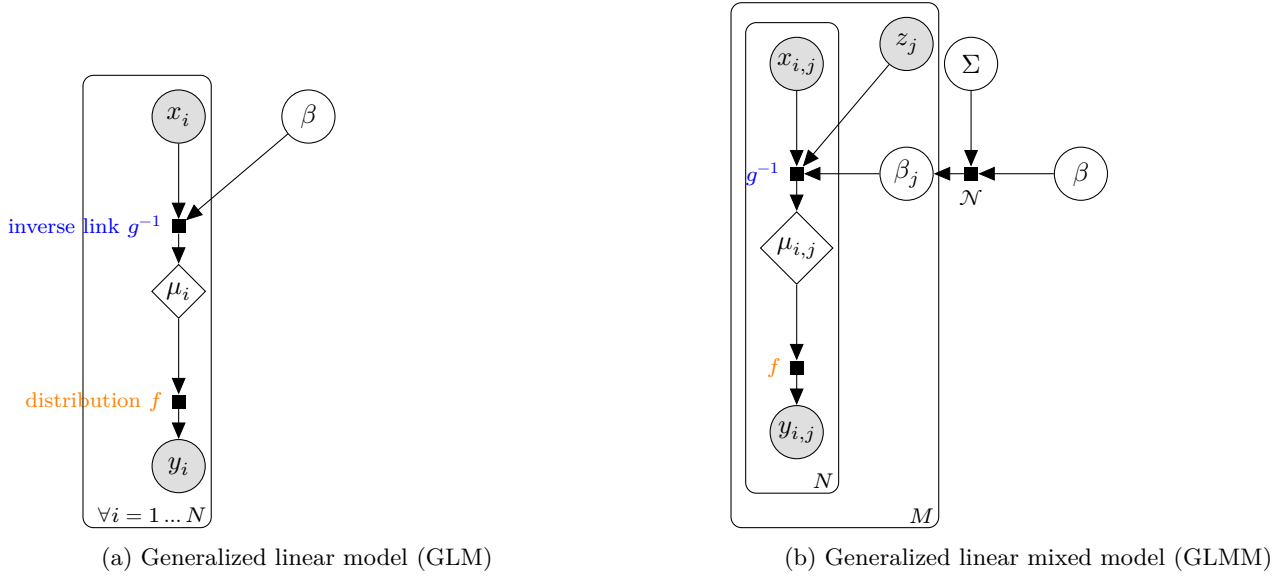 x_i
β
inverse link g⁻¹
μ_i
distribution f
y_i
∀i = 1 ... N
(a) Generalized linear model (GLM)
x_{i,j}
z_j
Σ
g⁻¹
β_j
β
𝒩
μ_{i,j}
f
y_{i,j}
N
M
(b) Generalized linear mixed model (GLMM)